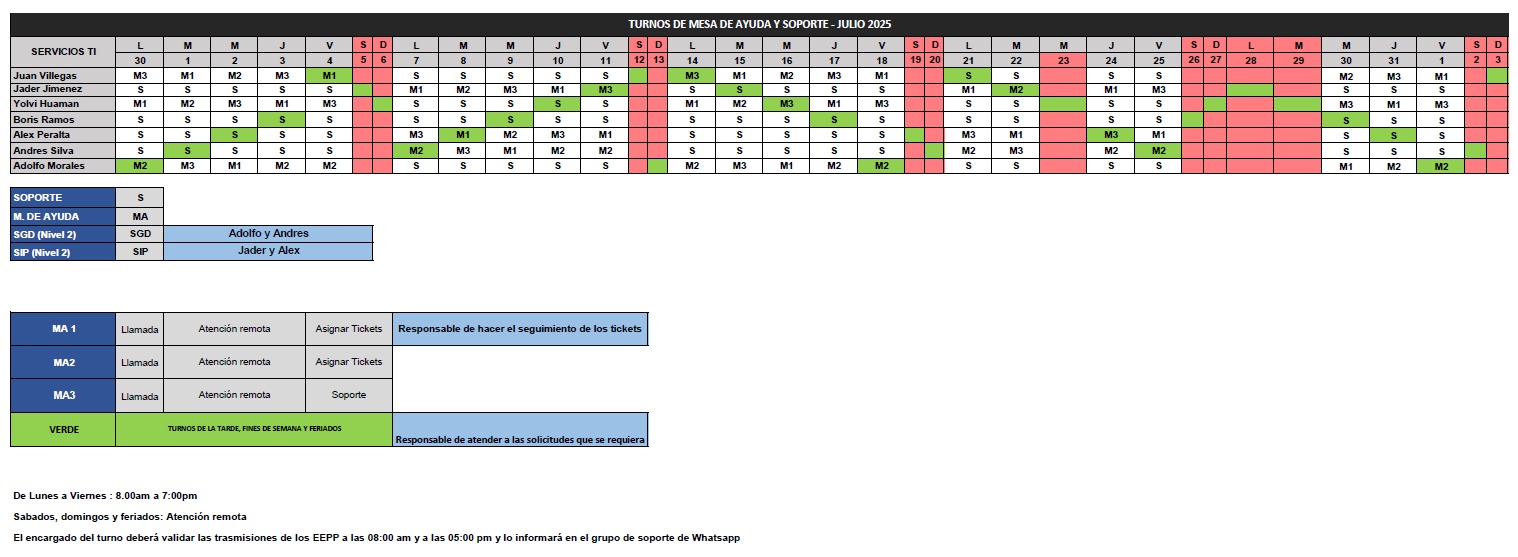 TURNOS DE MESA DE AYUDA Y SOPORTE - JULIO 2025
SERVICIOS TI L M M J V S D L M M J V S D L M M J V S D L M M J V S D L M M J V S D
30 1 2 3 4 5 6 7 8 9 10 11 12 13 14 15 16 17 18 19 20 21 22 23 24 25 26 27 28 29 30 31 1 2 3
Juan Villegas M3 M1 M2 M3 M1 S S S S S M3 M1 M2 M3 M1 S S S S M2 M3 M1
Jader Jimenez S S S S M1 M2 M3 M1 M3 S S S S S M1 M2 M1 M3 S S S
Yolvi Huaman M1 M2 M3 M1 M3 S S S S S M1 M2 M3 M1 M3 S S S S M3 M1 M3
Boris Ramos S S S S S S S S S S S S S S S S S S S S S S
Alex Peralta S S S S S M3 M1 M2 M3 M1 S S S S S M3 M1 M3 M1 S S S
Andres Silva S S S S S M2 M3 M1 M2 M2 S S S S S M2 M3 M2 M2 S S S
Adolfo Morales M2 M3 M1 M2 M2 S S S S S M2 M3 M1 M2 M2 S S S S M1 M2 M2
SOPORTE S
M. DE AYUDA MA
SGD (Nivel 2) SGD Adolfo y Andres
SIP (Nivel 2) SIP Jader y Alex
MA 1 Llamada Atención remota Asignar Tickets Responsable de hacer el seguimiento de los tickets
MA2 Llamada Atención remota Asignar Tickets
MA3 Llamada Atención remota Soporte
VERDE TURNOS DE LA TARDE, FINES DE SEMANA Y FERIADOS Responsable de atender a las solicitudes que se requiera
De Lunes a Viernes : 8.00am a 7:00pm
Sabados, domingos y feriados: Atención remota
El encargado del turno deberá validar las trasmisiones de los EEPP a las 08:00 am y a las 05:00 pm y lo informará en el grupo de soporte de Whatsapp